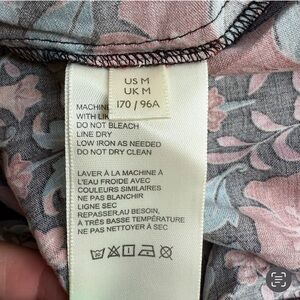 US M
UK M
170 / 96A
MACHINE
WITH LIK
DO NOT BLEACH
LINE DRY
LOW IRON AS NEEDED
DO NOT DRY CLEAN
LAVER À LA MACHINE À
L'EAU FROIDE AVEC
COULEURS SIMILAIRES
NE PAS BLANCHIR
LIGNE SEC
REPASSER AU BESOIN,
À TRÈS BASSE TEMPÉRATURE
NE PAS NETTOYER À SEC